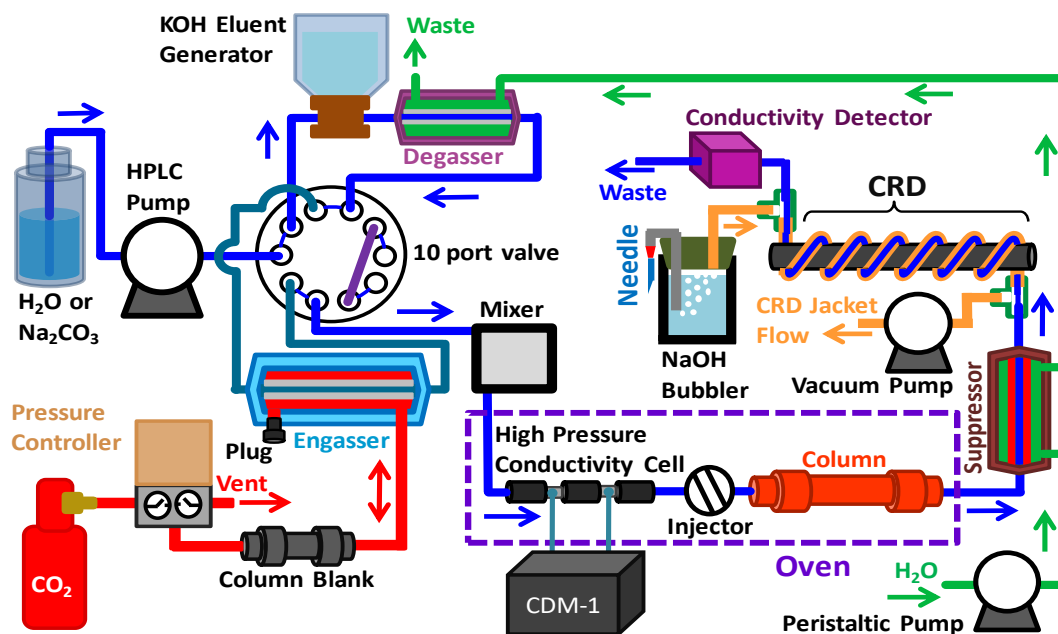 KOH Eluent
Generator
Waste
Degasser
Conductivity Detector
Waste
CRD
HPLC
Pump
10 port valve
Needle
H₂O or
Na₂CO₃
Mixer
CRD Jacket
Flow
NaOH
Bubbler
Vacuum Pump
Suppressor
Pressure
Controller
Plug
Engasser
High Pressure
Conductivity Cell
Column
Vent
Injector
Column Blank
Oven
CO₂
CDM-1
H₂O
Peristaltic Pump